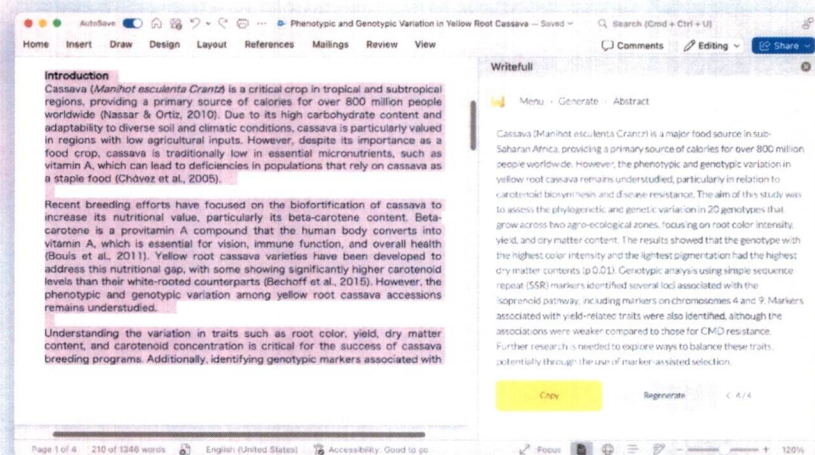 AutoSave
Phenotypic and Genotypic Variation in Yellow Root Cassava — Saved
Search (Cmd + Ctrl + U)
Home Insert Draw Design Layout References Mailings Review View
Comments Editing Share
Introduction
Cassava (Manihot esculenta Crantz) is a critical crop in tropical and subtropical
regions, providing a primary source of calories for over 800 million people
worldwide (Nassar & Ortiz, 2010). Due to its high carbohydrate content and
adaptability to diverse soil and climatic conditions, cassava is particularly valued
in regions with low agricultural inputs. However, despite its importance as a
food crop, cassava is traditionally low in essential micronutrients, such as
vitamin A, which can lead to deficiencies in populations that rely on cassava as
a staple food (Chávez et al., 2005).
Recent breeding efforts have focused on the biofortification of cassava to
increase its nutritional value, particularly its beta-carotene content. Beta-
carotene is a provitamin A compound that the human body converts into
vitamin A, which is essential for vision, immune function, and overall health
(Bouis et al., 2011). Yellow root cassava varieties have been developed to
address this nutritional gap, with some showing significantly higher carotenoid
levels than their white-rooted counterparts (Bechoff et al., 2015). However, the
phenotypic and genotypic variation among yellow root cassava accessions
remains understudied.
Understanding the variation in traits such as root color, yield, dry matter
content, and carotenoid concentration is critical for the success of cassava
breeding programs. Additionally, identifying genotypic markers associated with
Writefull
Menu › Generate › Abstract
Cassava (Manihot esculenta Crantz) is a major food source in sub-
Saharan Africa, providing a primary source of calories for over 800 million
people worldwide. However, the phenotypic and genotypic variation in
yellow root cassava remains understudied, particularly in relation to
carotenoid biosynthesis and disease resistance. The aim of this study was
to assess the phylogenetic and genetic variation in 20 genotypes that
grow across two agro-ecological zones, focusing on root color intensity,
yield, and dry matter content. The results showed that the genotype with
the highest color intensity and the lightest pigmentation had the highest
dry matter contents (p 0.01). Genotypic analysis using simple sequence
repeat (SSR) markers identified several loci associated with the
isoprenoid pathway, including markers on chromosomes 4 and 9. Markers
associated with yield-related traits were also identified, although the
associations were weaker compared to those for CMD resistance.
Further research is needed to explore ways to balance these traits,
potentially through the use of marker-assisted selection.
Copy Regenerate < 4/4
Page 1 of 4 210 of 1346 words English (United States) Accessibility: Good to go Focus 120%